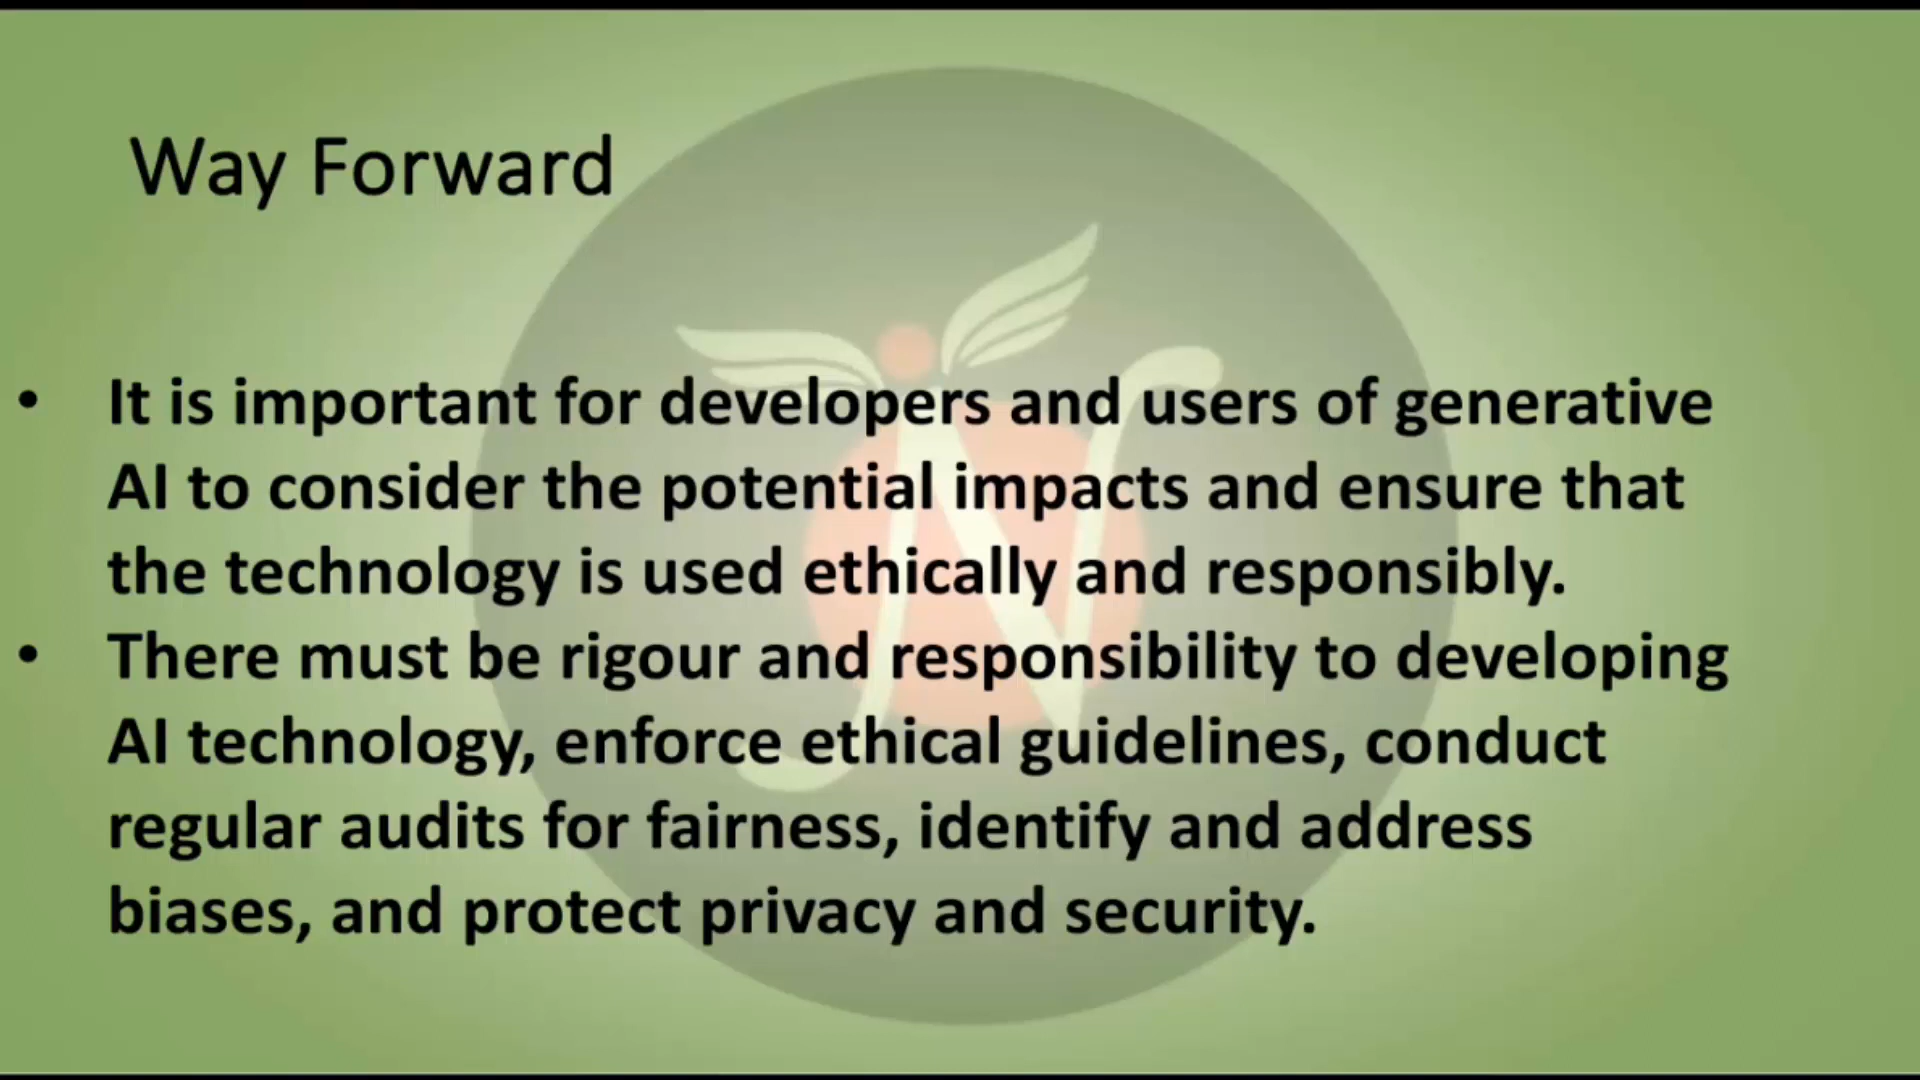 Way Forward
• It is important for developers and users of generative
AI to consider the potential impacts and ensure that
the technology is used ethically and responsibly.
• There must be rigour and responsibility to developing
AI technology, enforce ethical guidelines, conduct
regular audits for fairness, identify and address
biases, and protect privacy and security.